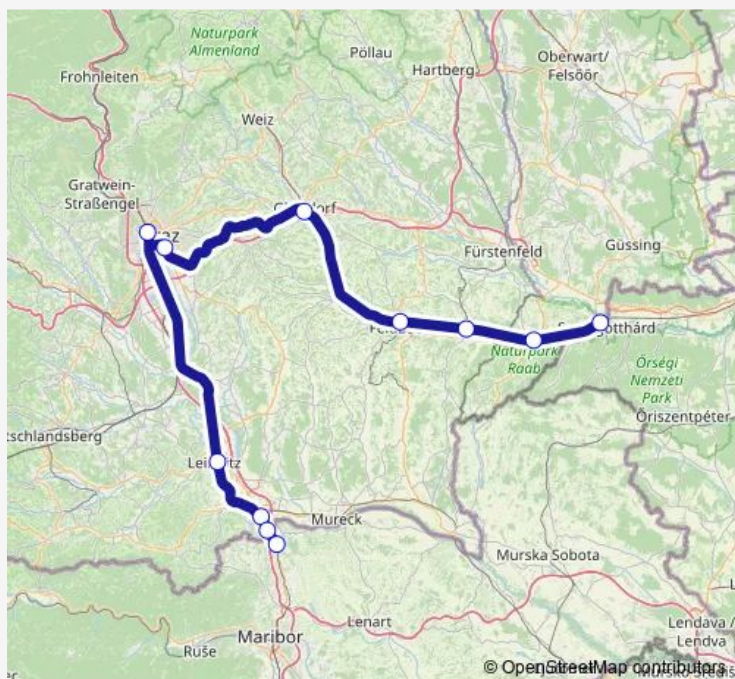 Naturpark
Almenland
Pöllau
Oberwart/
Felsőőr
Hartberg
Frohnleiten
Weiz
Gratwein-
Straßengel
Fürstenfeld
Güssing
Naturpark
Raab
Őrségi
Nemzeti
Park
Őriszentpéter
tschlandsberg
Mureck
Murska Sobota
Lenart
Lendava /
Lendva
Maribor
Ruše
© OpenStreetMap contributors